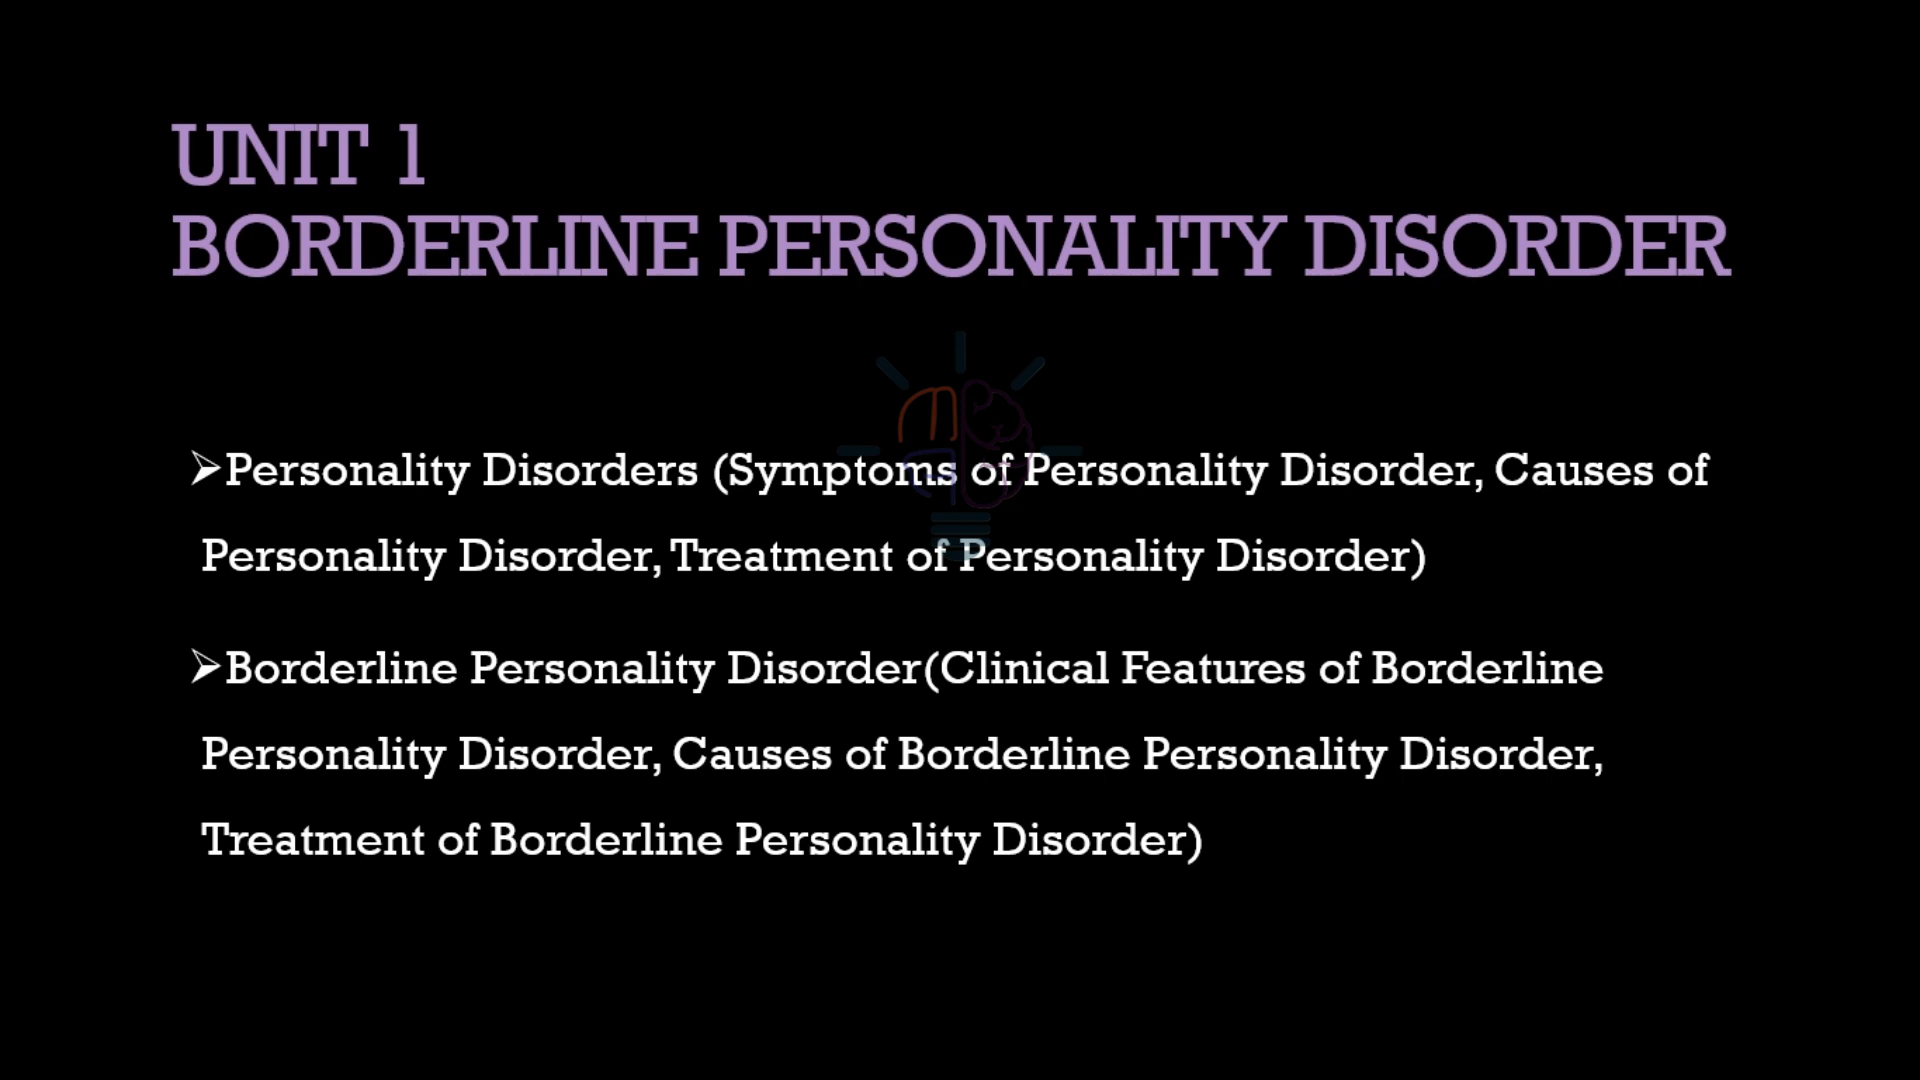 UNIT 1
BORDERLINE PERSONALITY DISORDER
➢Personality Disorders (Symptoms of Personality Disorder, Causes of
Personality Disorder, Treatment of Personality Disorder)
➢Borderline Personality Disorder(Clinical Features of Borderline
Personality Disorder, Causes of Borderline Personality Disorder,
Treatment of Borderline Personality Disorder)